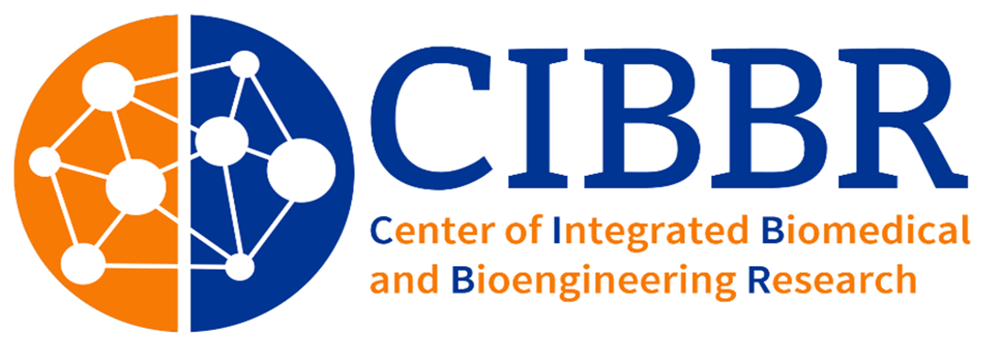 CIBBR
Center of Integrated Biomedical
and Bioengineering Research